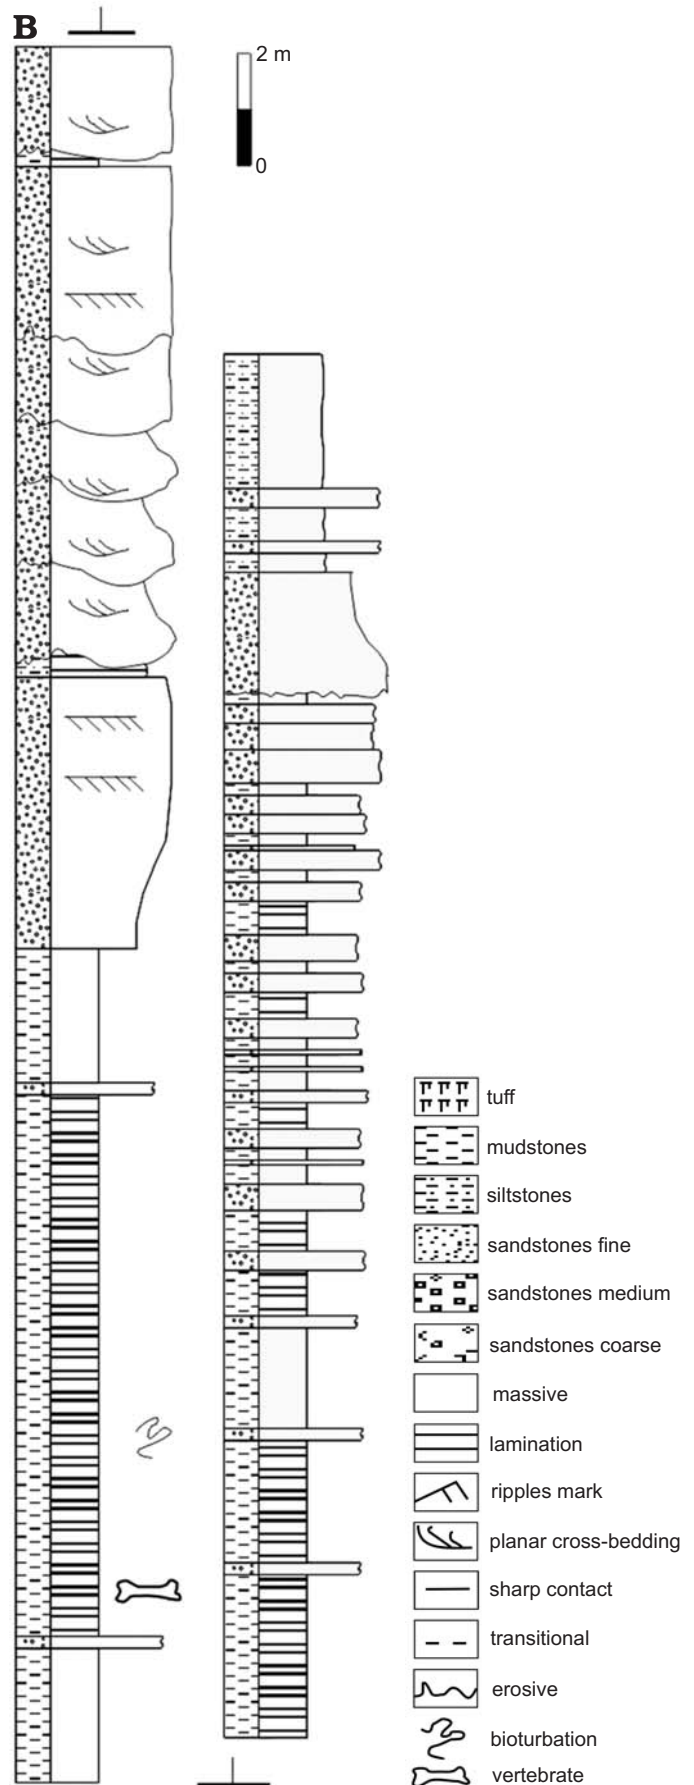 B
2 m
0
tuff
mudstones
siltstones
sandstones fine
sandstones medium
sandstones coarse
massive
lamination
ripples mark
planar cross-bedding
sharp contact
transitional
erosive
bioturbation
vertebrate